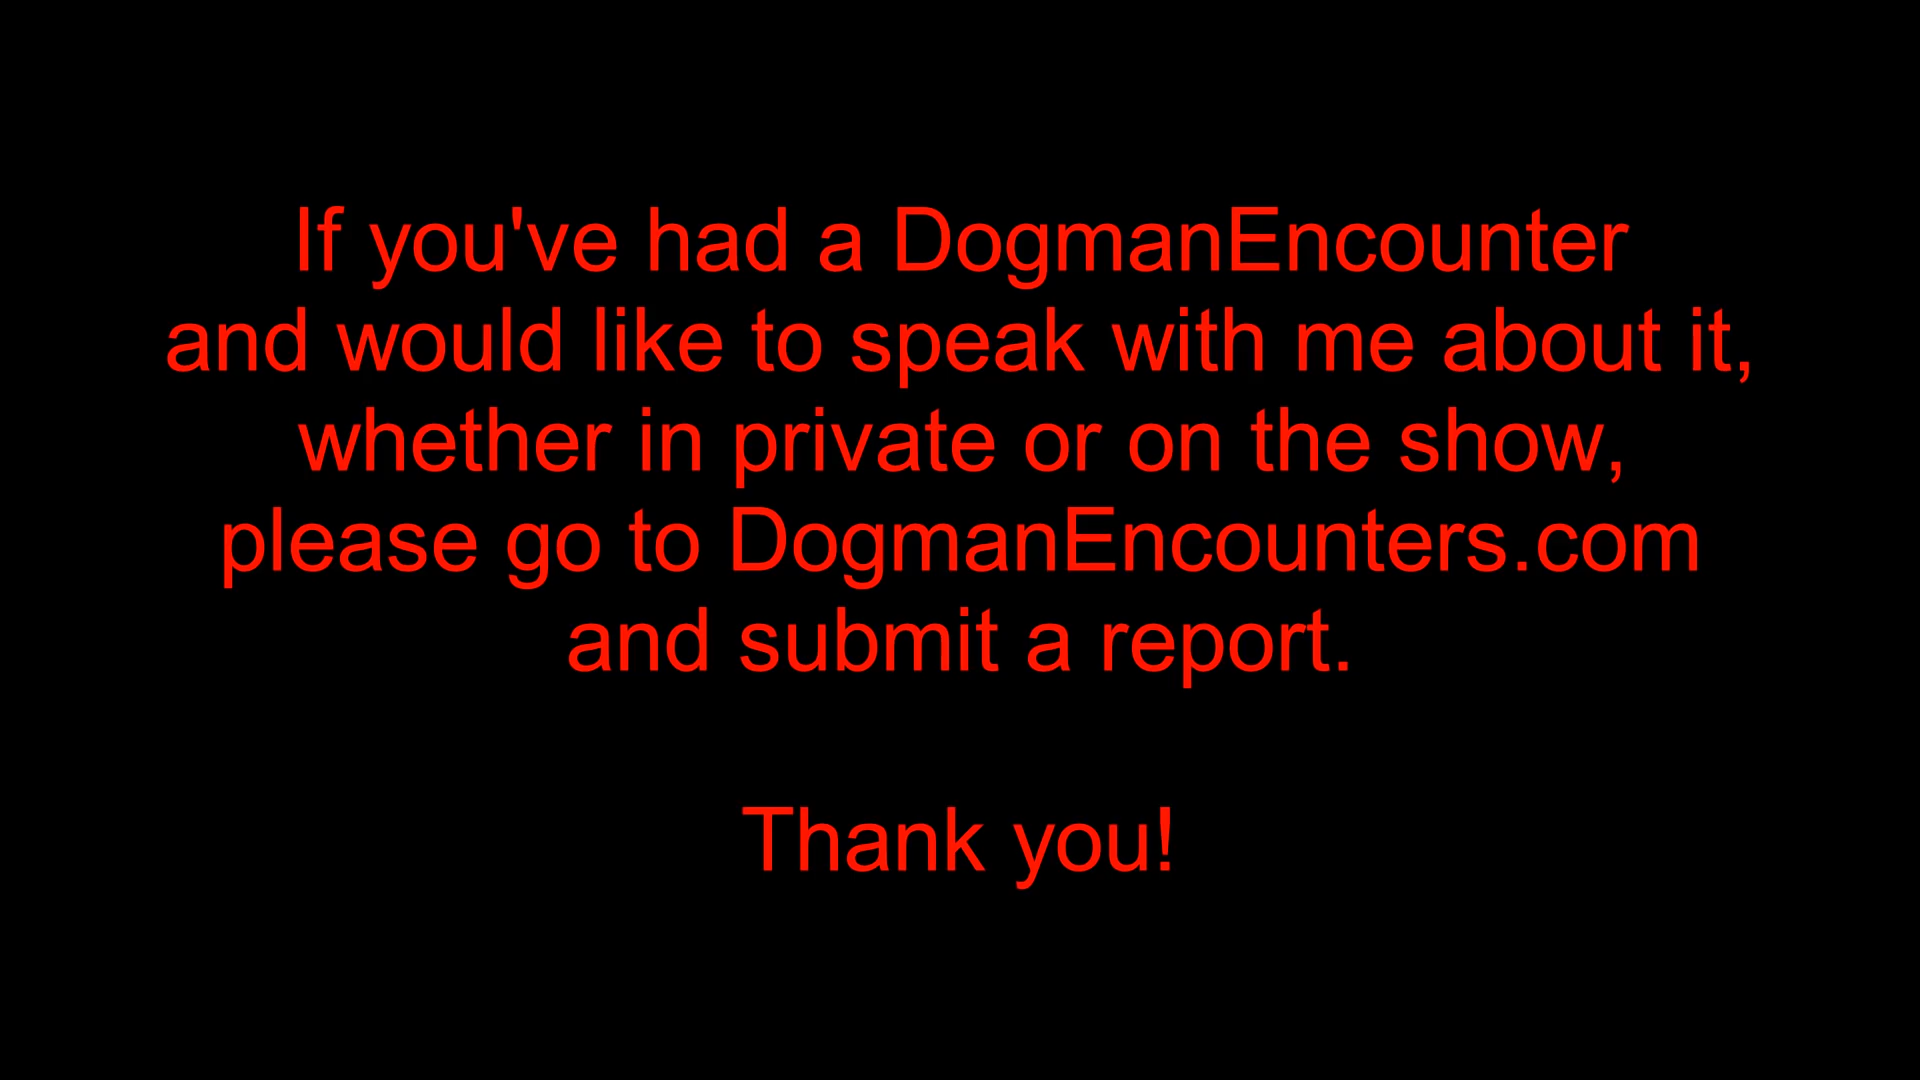 If you've had a DogmanEncounter
and would like to speak with me about it,
whether in private or on the show,
please go to DogmanEncounters.com
and submit a report.
Thank you!